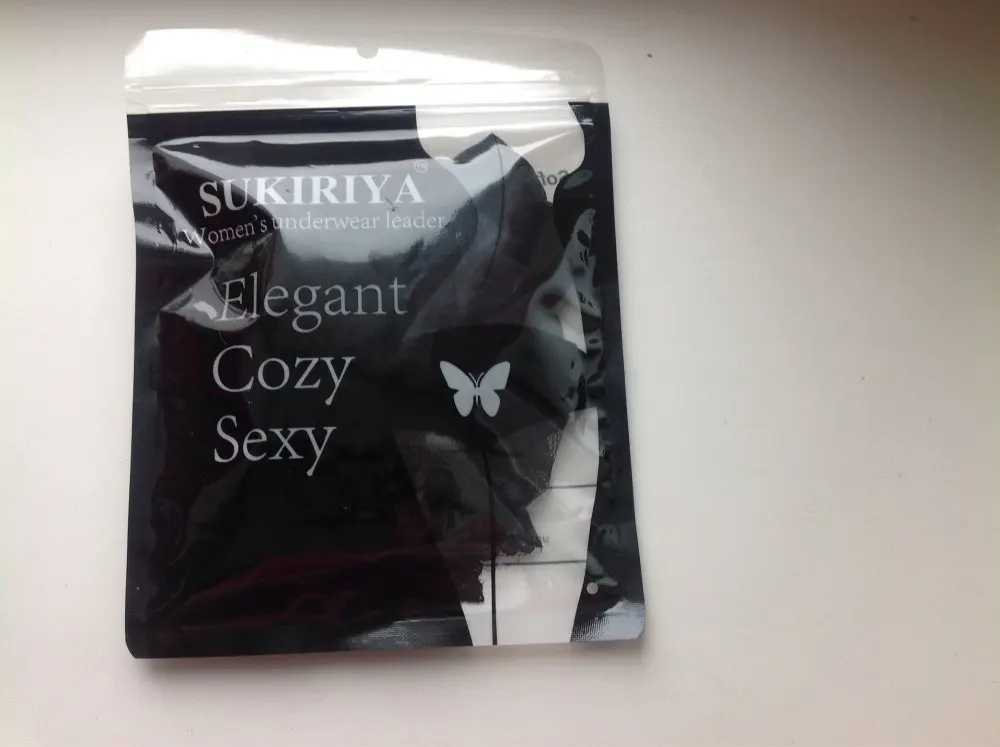 SUKIRIYA®
Women's underwear leader
Elegant
Cozy
Sexy